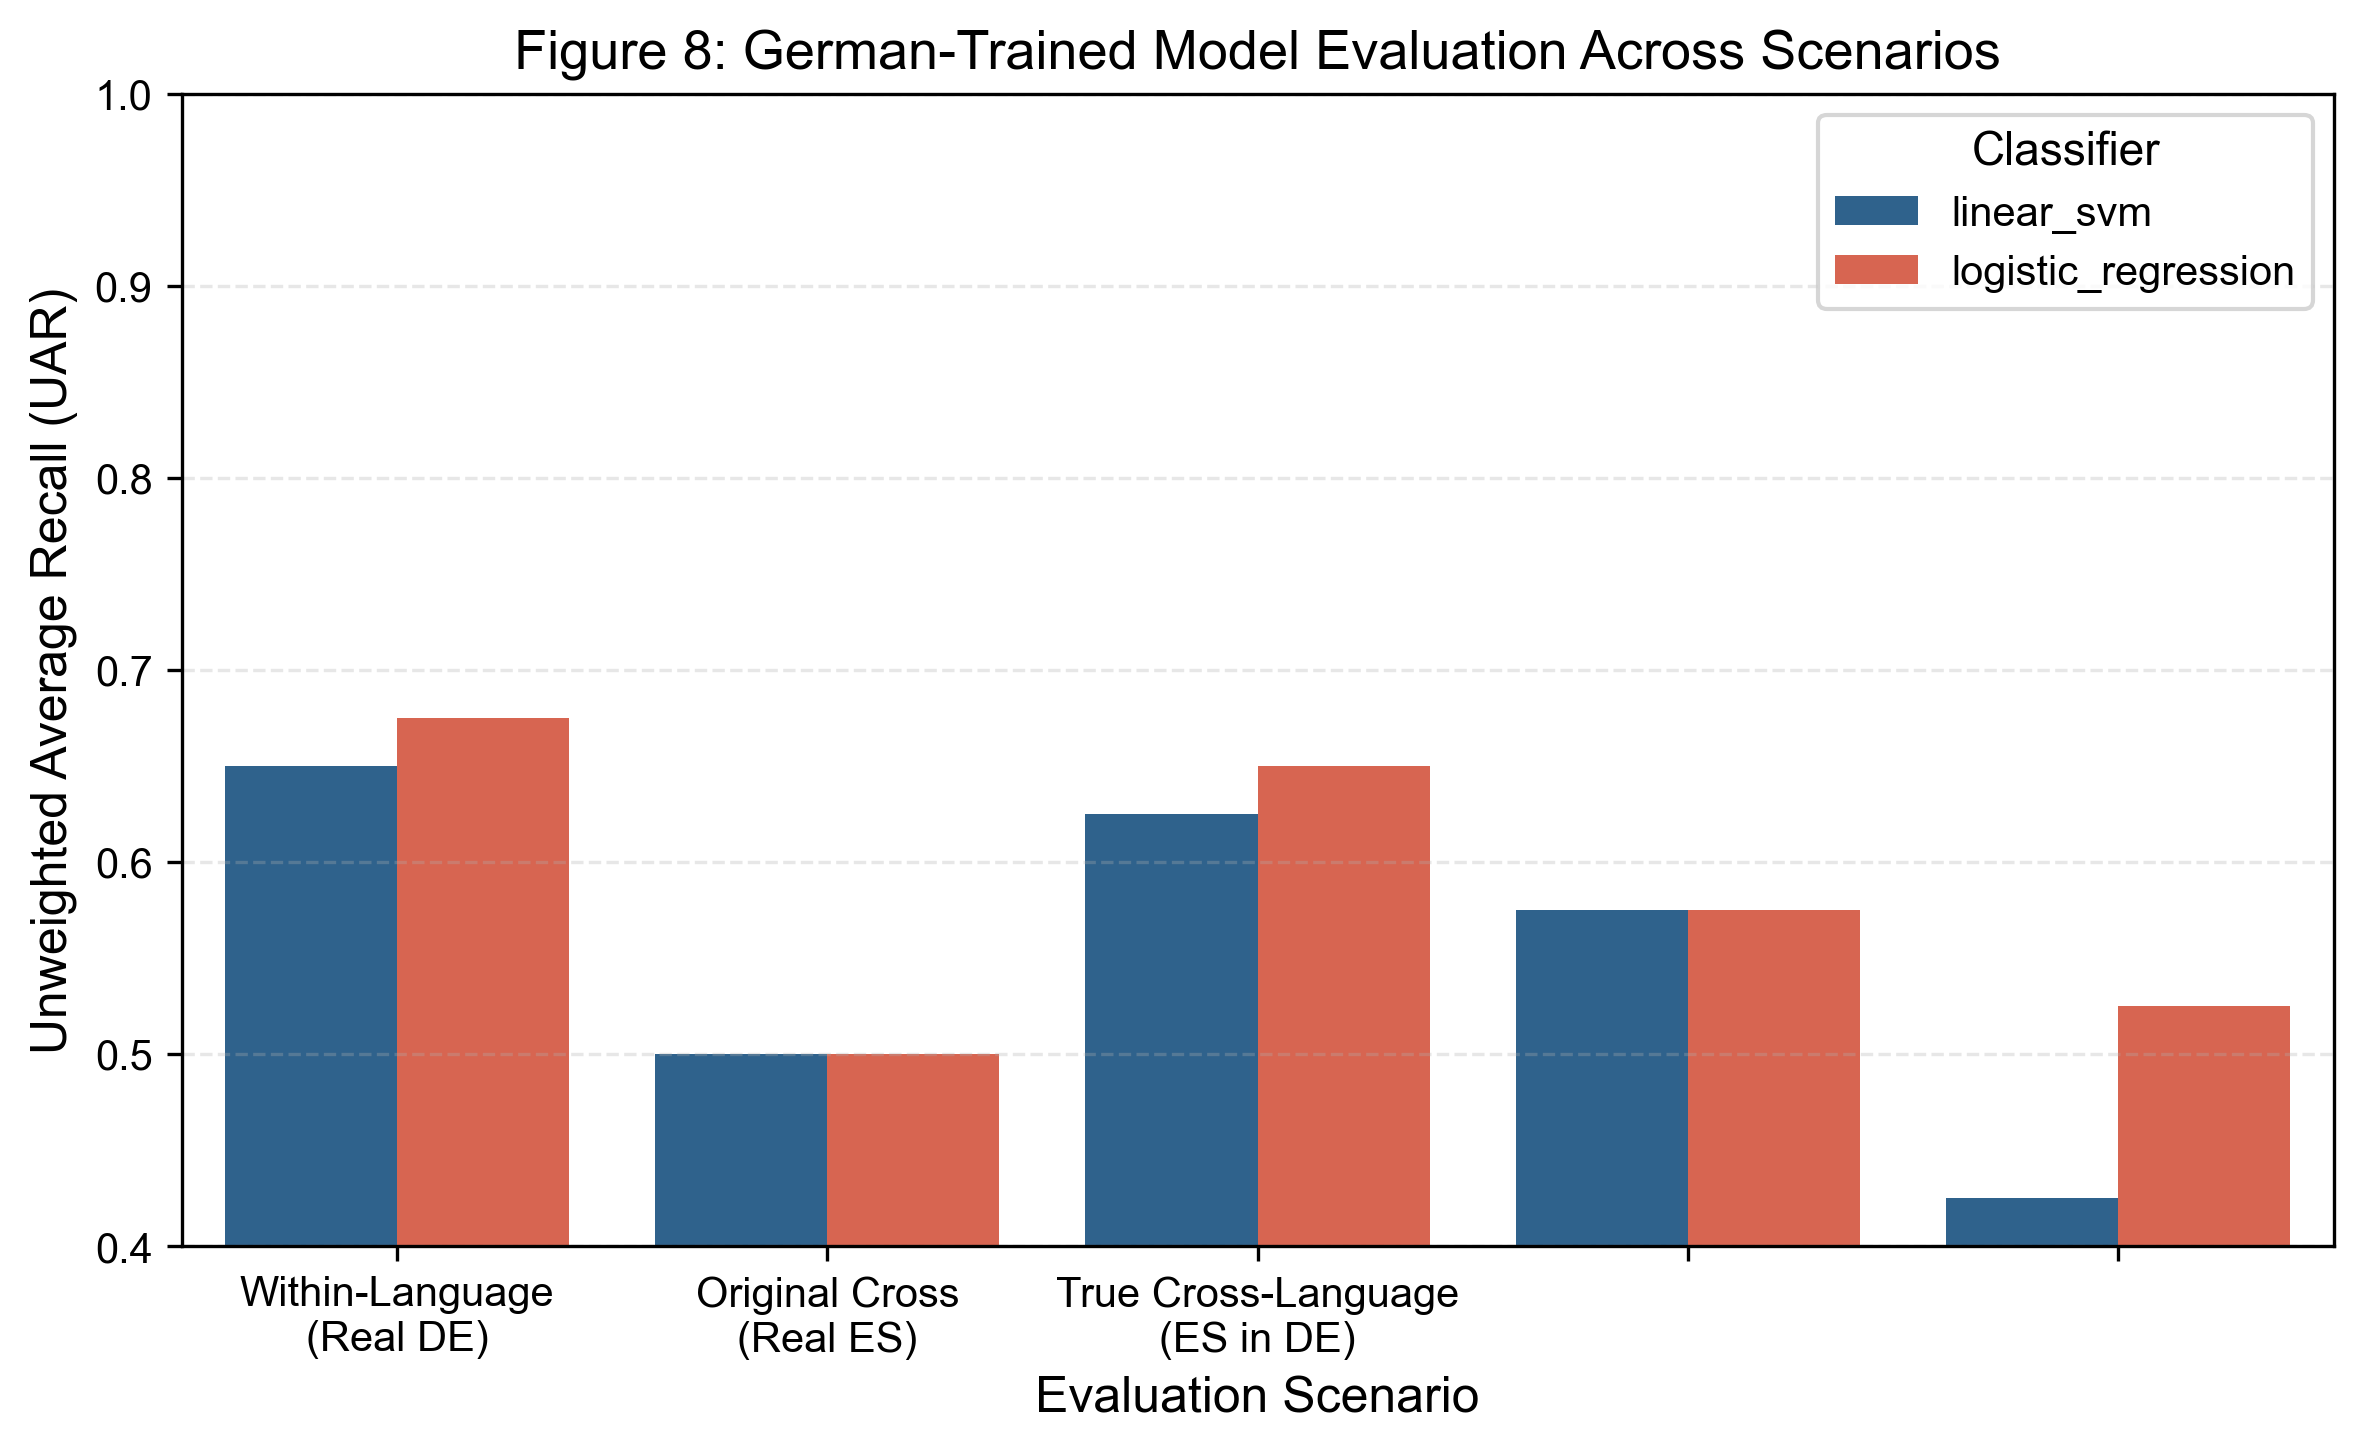 Figure 8: German-Trained Model Evaluation Across Scenarios
Unweighted Average Recall (UAR)
1.0
0.9
0.8
0.7
0.6
0.5
0.4
Classifier
linear_svm
logistic_regression
Within-Language
(Real DE)
Original Cross
(Real ES)
True Cross-Language
(ES in DE)
Evaluation Scenario